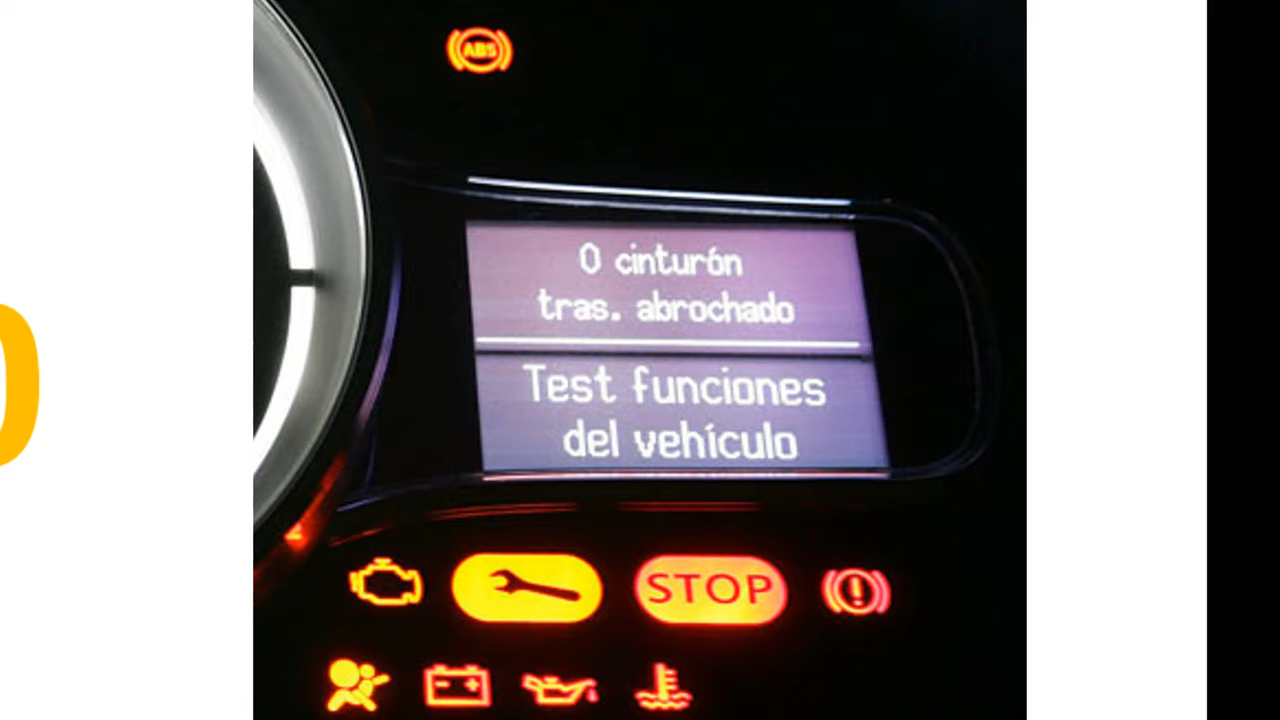 ABS
0 cinturón
tras. abrochado
Test funciones
del vehículo
STOP